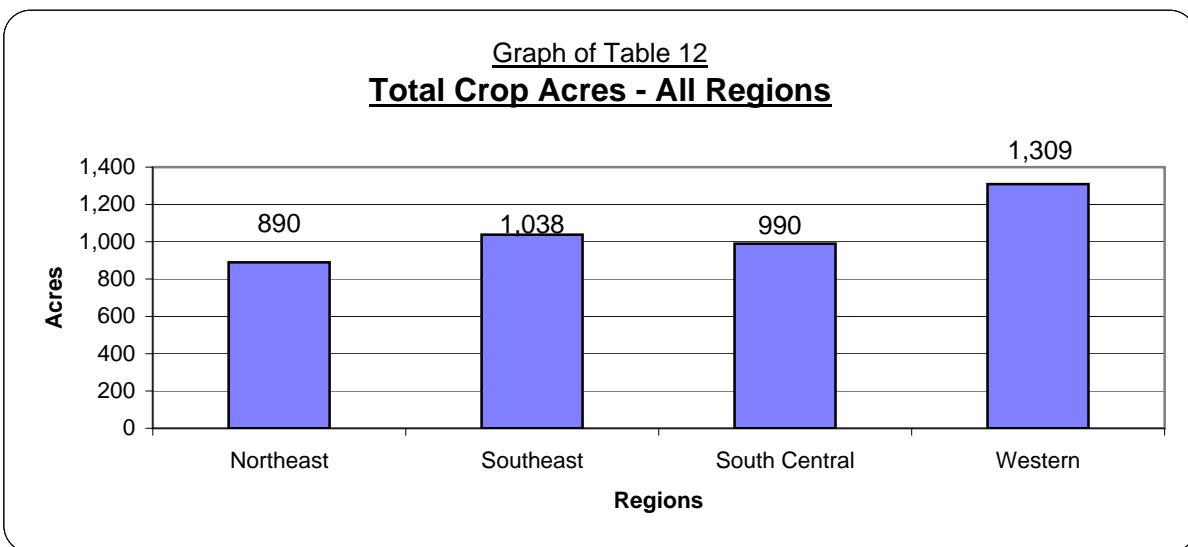 Graph of Table 12
Total Crop Acres - All Regions
1,309
1,400
1,200
890
1,038
990
1,000
800
600
400
200
0
Acres
Northeast
Southeast
South Central
Western
Regions